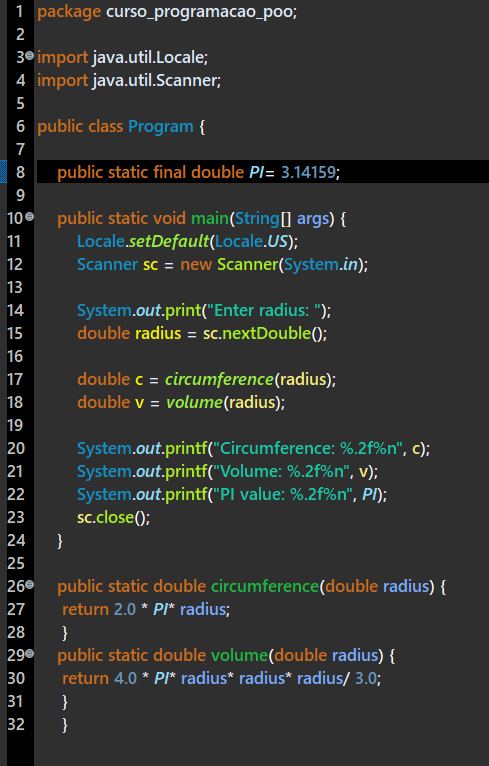 1 package curso_programacao_poo;
2
3 import java.util.Locale;
4 import java.util.Scanner;
5
6 public class Program {
7
8 public static final double PI= 3.14159;
9
10 public static void main(String[] args) {
11 Locale.setDefault(Locale.US);
12 Scanner sc = new Scanner(System.in);
13
14 System.out.print("Enter radius: ");
15 double radius = sc.nextDouble();
16
17 double c = circumference(radius);
18 double v = volume(radius);
19
20 System.out.printf("Circumference: %.2f%n", c);
21 System.out.printf("Volume: %.2f%n", v);
22 System.out.printf("PI value: %.2f%n", PI);
23 sc.close();
24 }
25
26 public static double circumference(double radius) {
27 return 2.0 * PI* radius;
28 }
29 public static double volume(double radius) {
30 return 4.0 * PI* radius* radius* radius/ 3.0;
31 }
32 }